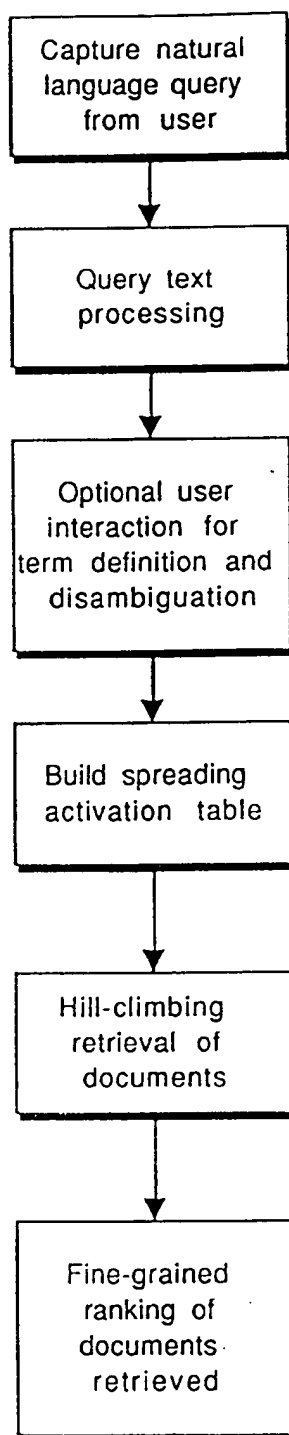 Capture natural
language query
from user
Query text
processing
Optional user
interaction for
term definition and
disambiguation
Build spreading
activation table
Hill-climbing
retrieval of
documents
Fine-grained
ranking of
documents
retrieved